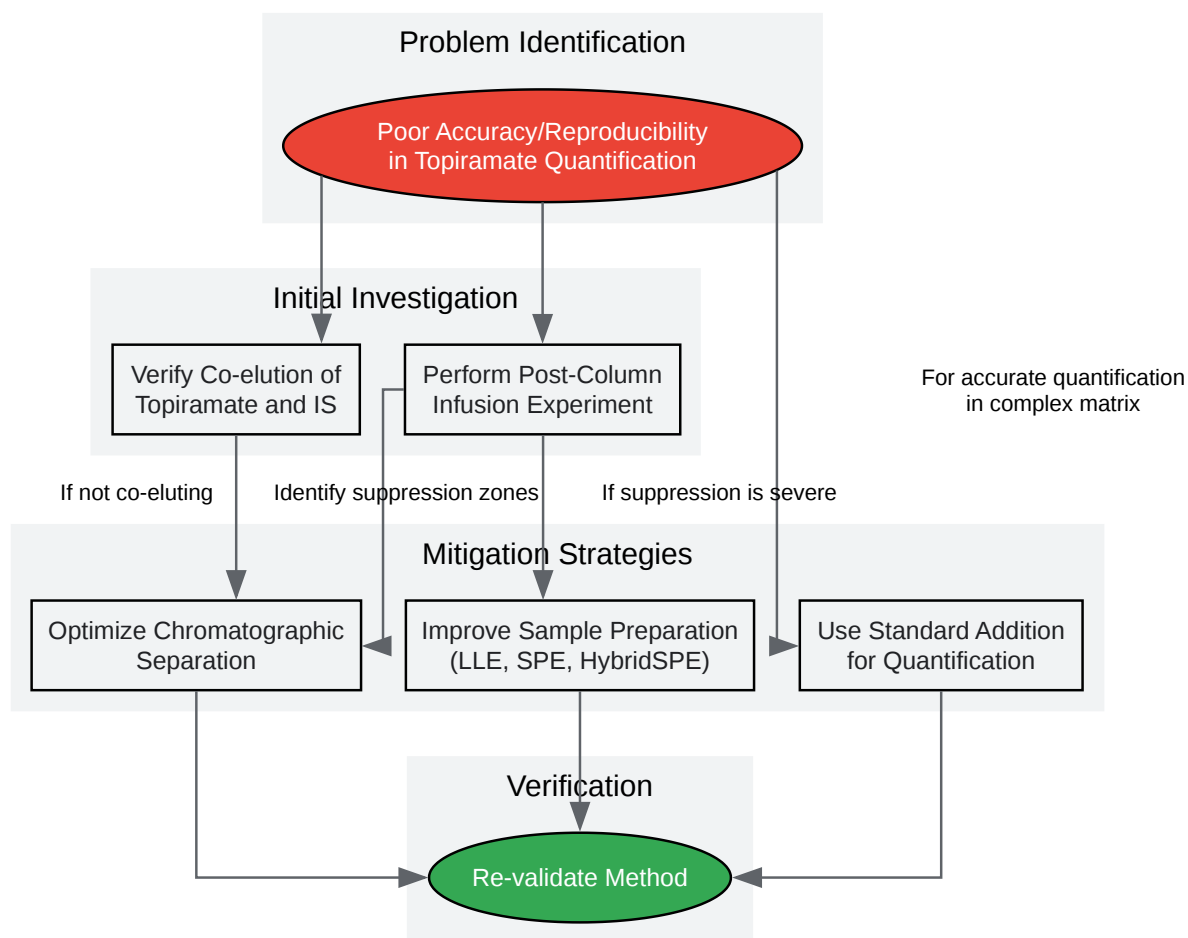 Problem Identification
Poor Accuracy/Reproducibility
in Topiramate Quantification
Initial Investigation
Verify Co-elution of
Topiramate and IS
Perform Post-Column
Infusion Experiment
For accurate quantification
in complex matrix
If not co-eluting
Identify suppression zones
If suppression is severe
Mitigation Strategies
Optimize Chromatographic
Separation
Improve Sample Preparation
(LLE, SPE, HybridSPE)
Use Standard Addition
for Quantification
Verification
Re-validate Method